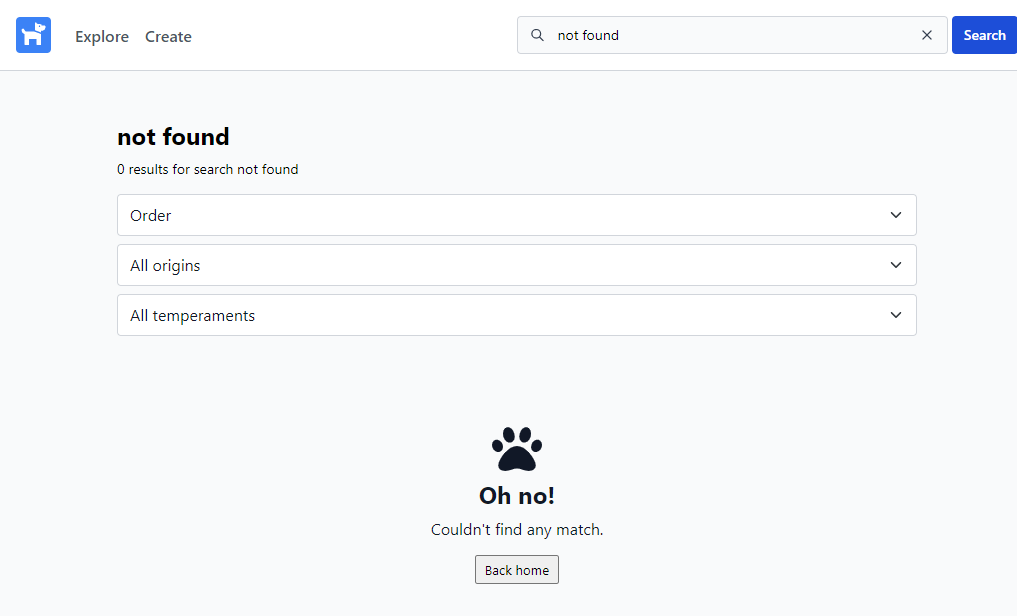 Explore Create not found Search
not found
0 results for search not found
Order
All origins
All temperaments
Oh no!
Couldn't find any match.
Back home